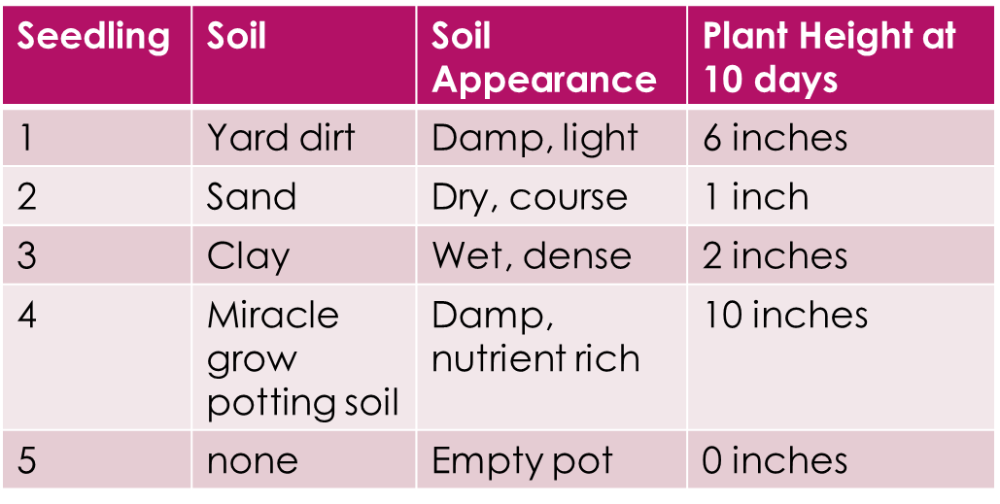 Seedling Soil Soil Appearance Plant Height at 10 days
1 Yard dirt Damp, light 6 inches
2 Sand Dry, course 1 inch
3 Clay Wet, dense 2 inches
4 Miracle grow potting soil Damp, nutrient rich 10 inches
5 none Empty pot 0 inches